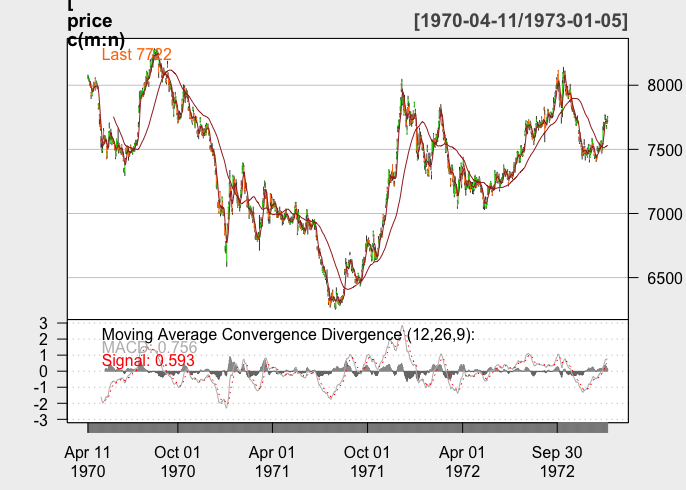 [
price
c(m:n)
[1970-04-11/1973-01-05]
Last 7722
8000
7500
7000
6500
Moving Average Convergence Divergence (12,26,9):
MACD: 0.756
Signal: 0.593
3
2
1
0
-1
-2
-3
Apr 11
1970
Oct 01
1970
Apr 01
1971
Oct 01
1971
Apr 01
1972
Sep 30
1972